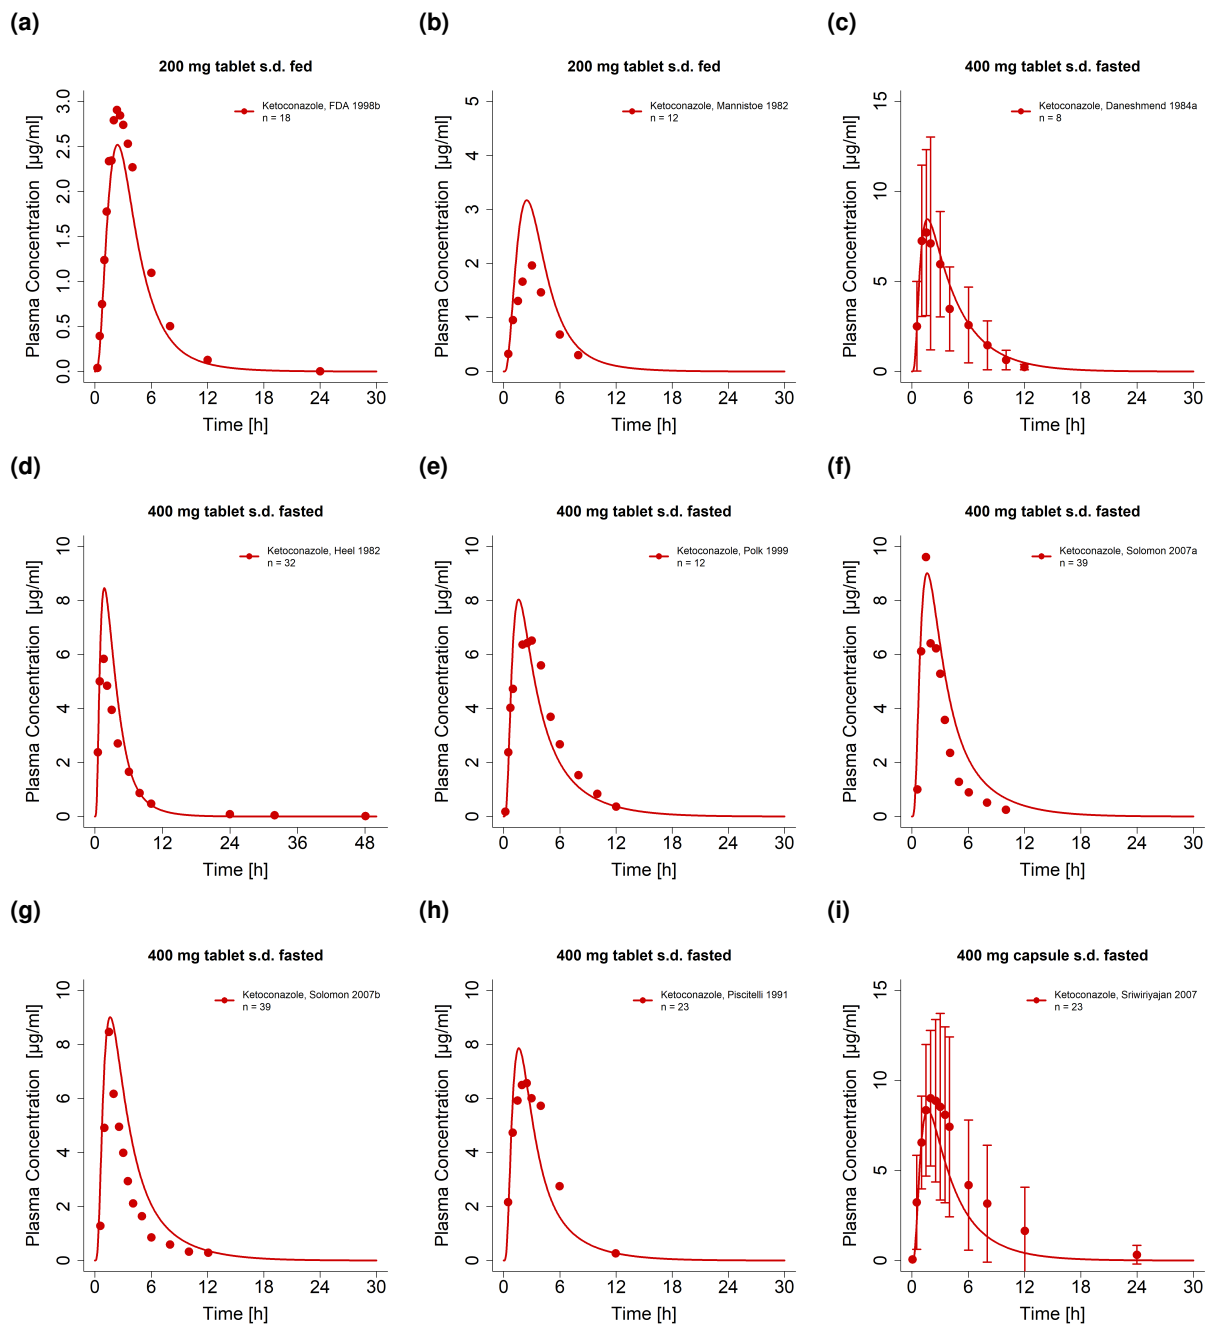 (a)
200 mg tablet s.d. fed
Ketoconazole, FDA 1998b
n = 18
Plasma Concentration [µg/ml]
0.0 0.5 1.0 1.5 2.0 2.5 3.0
0 6 12 18 24 30
Time [h]
(b)
200 mg tablet s.d. fed
Ketoconazole, Mannistoe 1982
n = 12
Plasma Concentration [µg/ml]
0 1 2 3 4 5
0 6 12 18 24 30
Time [h]
(c)
400 mg tablet s.d. fasted
Ketoconazole, Daneshmend 1984a
n = 8
Plasma Concentration [µg/ml]
0 5 10 15
0 6 12 18 24 30
Time [h]
(d)
400 mg tablet s.d. fasted
Ketoconazole, Heel 1982
n = 32
Plasma Concentration [µg/ml]
0 2 4 6 8 10
0 12 24 36 48
Time [h]
(e)
400 mg tablet s.d. fasted
Ketoconazole, Polk 1999
n = 12
Plasma Concentration [µg/ml]
0 2 4 6 8 10
0 6 12 18 24 30
Time [h]
(f)
400 mg tablet s.d. fasted
Ketoconazole, Solomon 2007a
n = 39
Plasma Concentration [µg/ml]
0 2 4 6 8 10
0 6 12 18 24 30
Time [h]
(g)
400 mg tablet s.d. fasted
Ketoconazole, Solomon 2007b
n = 39
Plasma Concentration [µg/ml]
0 2 4 6 8 10
0 6 12 18 24 30
Time [h]
(h)
400 mg tablet s.d. fasted
Ketoconazole, Piscitelli 1991
n = 23
Plasma Concentration [µg/ml]
0 2 4 6 8 10
0 6 12 18 24 30
Time [h]
(i)
400 mg capsule s.d. fasted
Ketoconazole, Sriwiriyajan 2007
n = 23
Plasma Concentration [µg/ml]
0 5 10 15
0 6 12 18 24 30
Time [h]